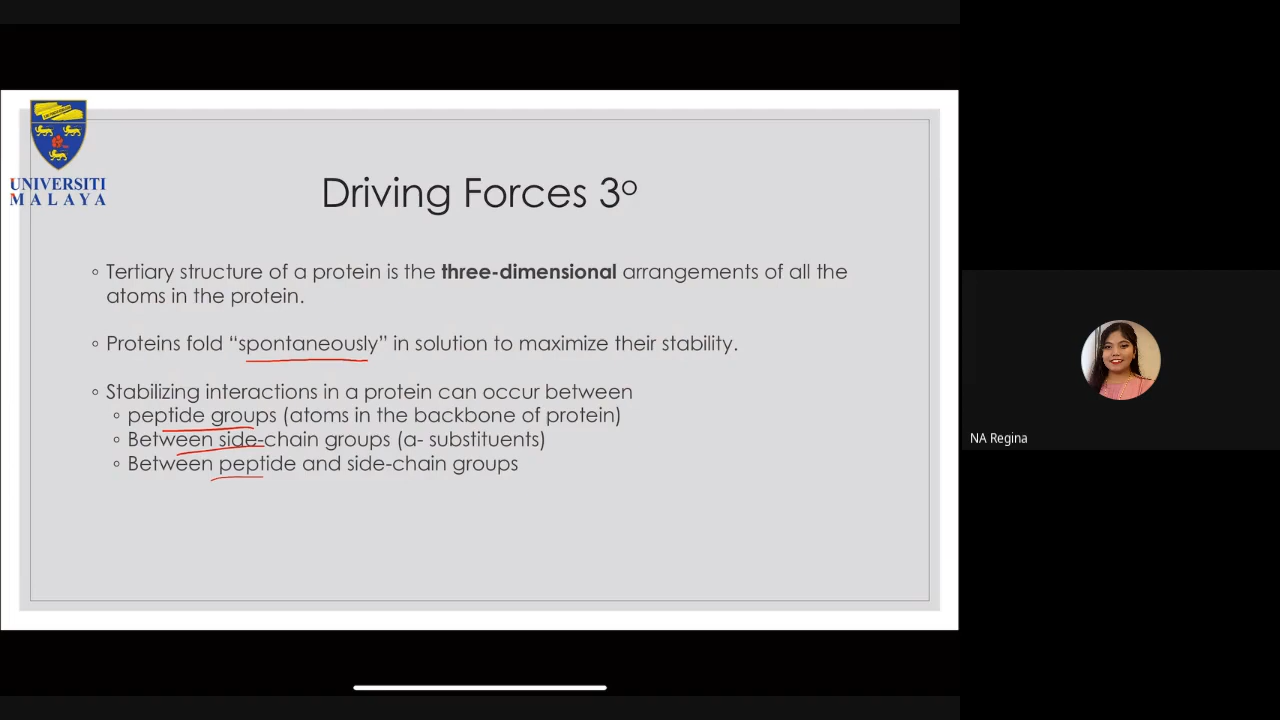 UNIVERSITI
MALAYA
Driving Forces 3°
◦ Tertiary structure of a protein is the three-dimensional arrangements of all the
atoms in the protein.
◦ Proteins fold “spontaneously” in solution to maximize their stability.
◦ Stabilizing interactions in a protein can occur between
◦ peptide groups (atoms in the backbone of protein)
◦ Between side-chain groups (a- substituents)
◦ Between peptide and side-chain groups
NA Regina